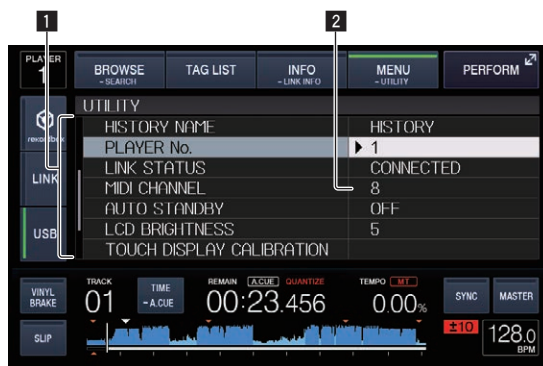 1 2
PLAYER
1
BROWSE
- SEARCH
TAG LIST
INFO
- LINK INFO
MENU
- UTILITY
PERFORM
UTILITY
rekordbox
LINK
USB
HISTORY NAME HISTORY
PLAYER No. 1
LINK STATUS CONNECTED
MIDI CHANNEL 8
AUTO STANDBY OFF
LCD BRIGHTNESS 5
TOUCH DISPLAY CALIBRATION
VINYL
BRAKE
TRACK
01
TIME
- A.CUE
REMAIN A.CUE QUANTIZE
00:23.456
TEMPO MT
0.00%
SYNC
MASTER
SLIP
±10
128.0
BPM